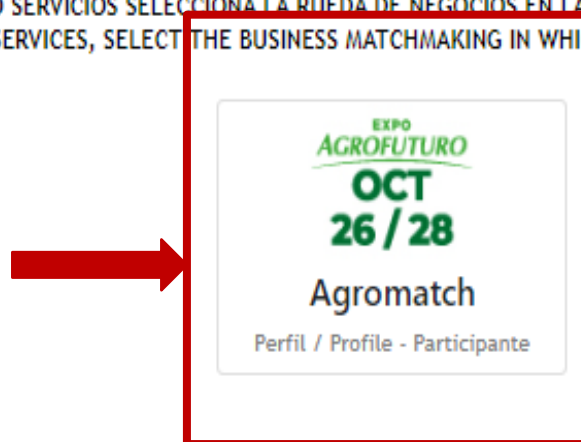 SERVICIOS SELECCIONA LA RUEDA DE NEGOCIOS EN LA
SERVICES, SELECT THE BUSINESS MATCHMAKING IN WHI
EXPO
AGROFUTURO
OCT
26 / 28
Agromatch
Perfil / Profile - Participante